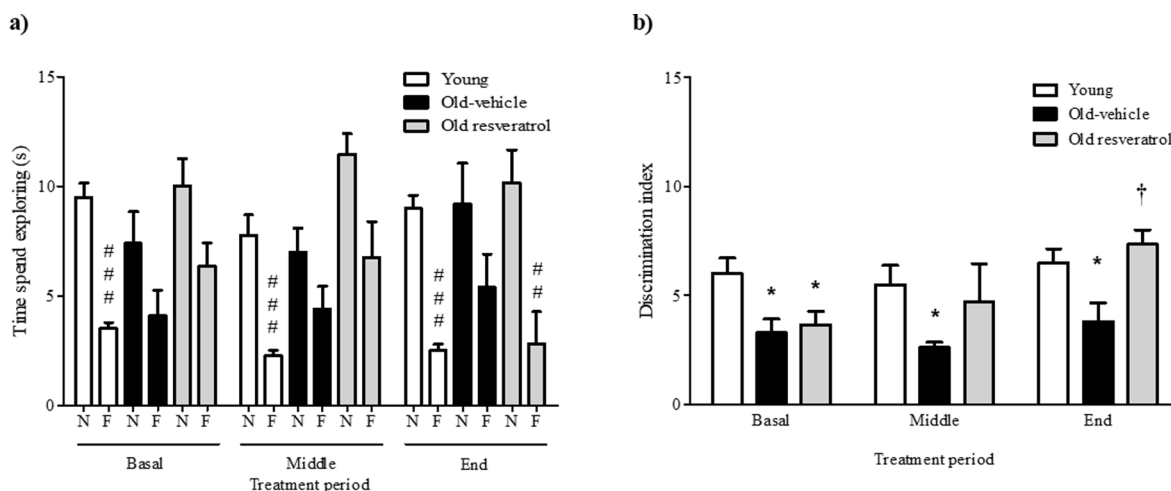 a)
15
10
5
0
Time spend exploring (s)
Young
Old-vehicle
Old resveratrol
#
#
#
#
#
#
#
#
#
#
#
N F N F N F N F N F N F N F N F N F
Basal Middle End
Treatment period
b)
15
10
5
0
Discrimination index
Young
Old-vehicle
Old resveratrol
* * * * †
Basal Middle End
Treatment period